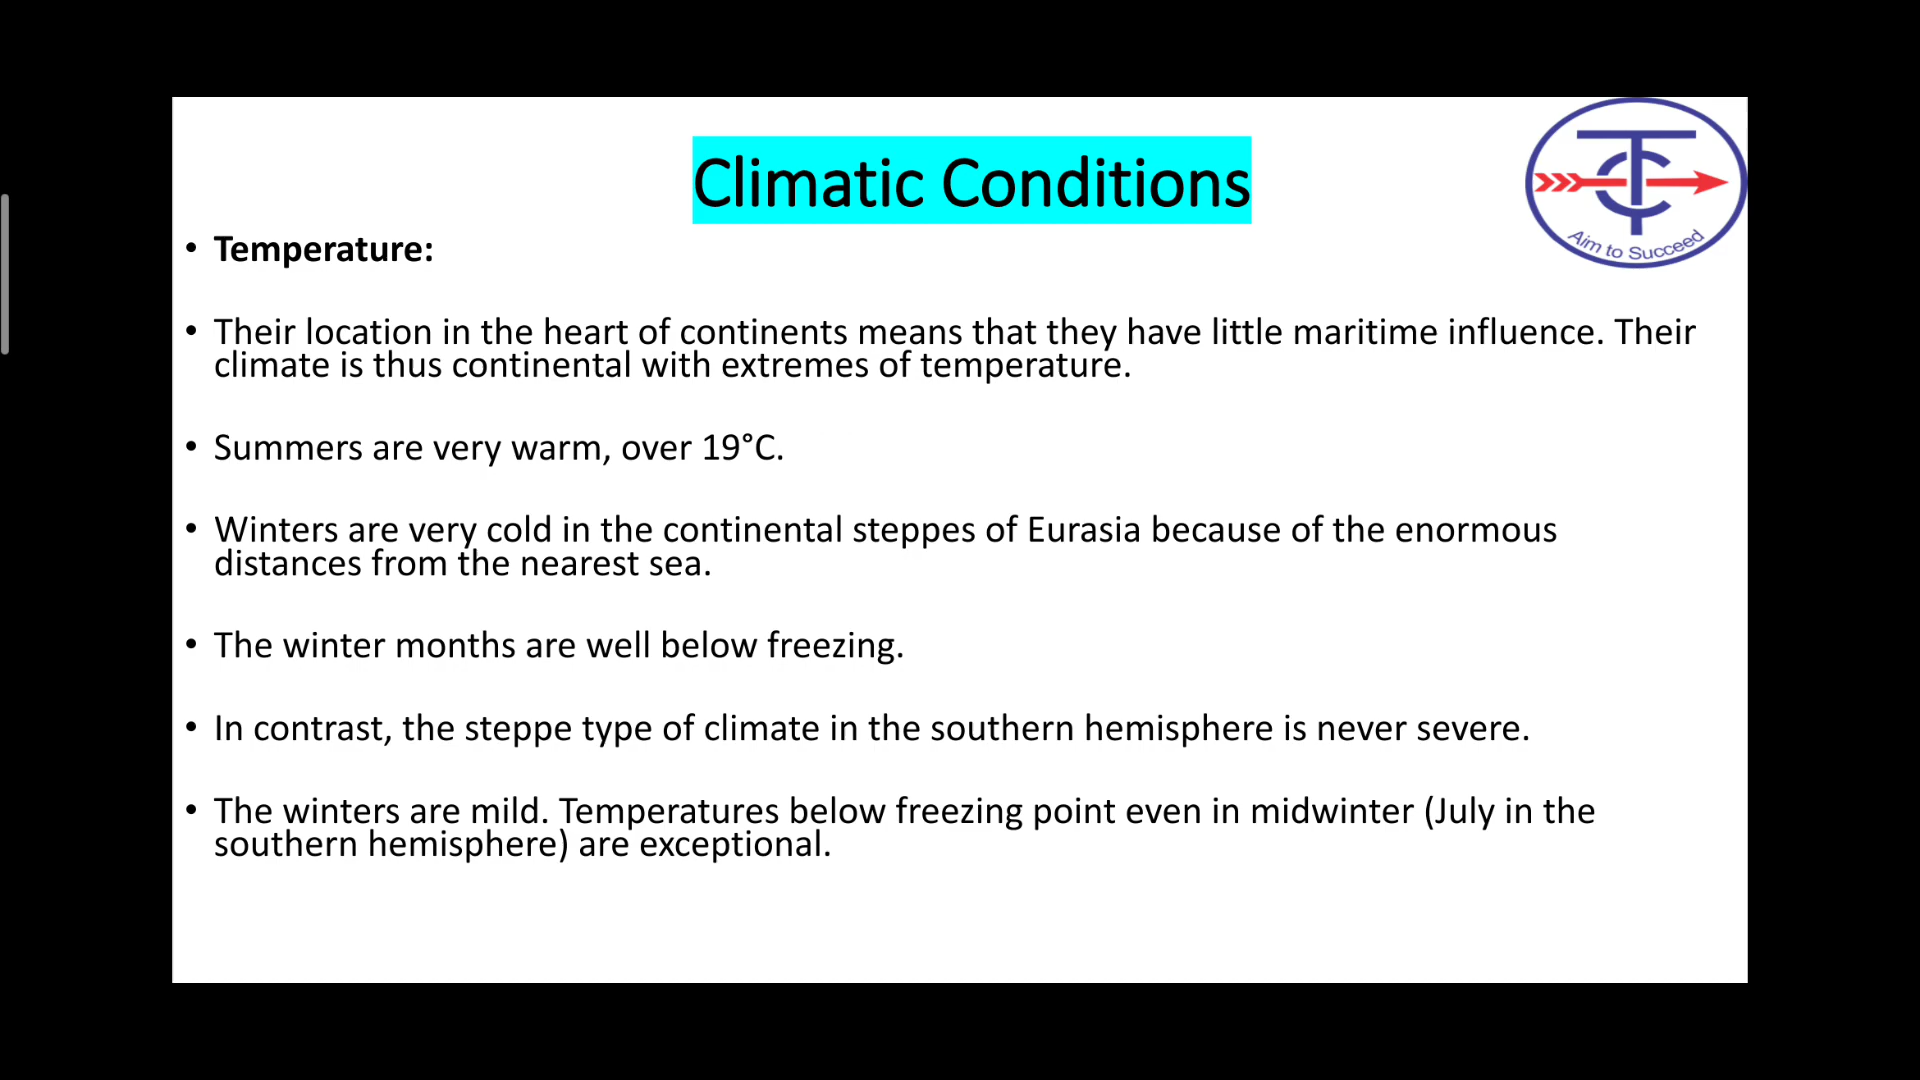 Climatic Conditions
TC
Aim to Succeed
• Temperature:
• Their location in the heart of continents means that they have little maritime influence. Their
climate is thus continental with extremes of temperature.
• Summers are very warm, over 19°C.
• Winters are very cold in the continental steppes of Eurasia because of the enormous
distances from the nearest sea.
• The winter months are well below freezing.
• In contrast, the steppe type of climate in the southern hemisphere is never severe.
• The winters are mild. Temperatures below freezing point even in midwinter (July in the
southern hemisphere) are exceptional.